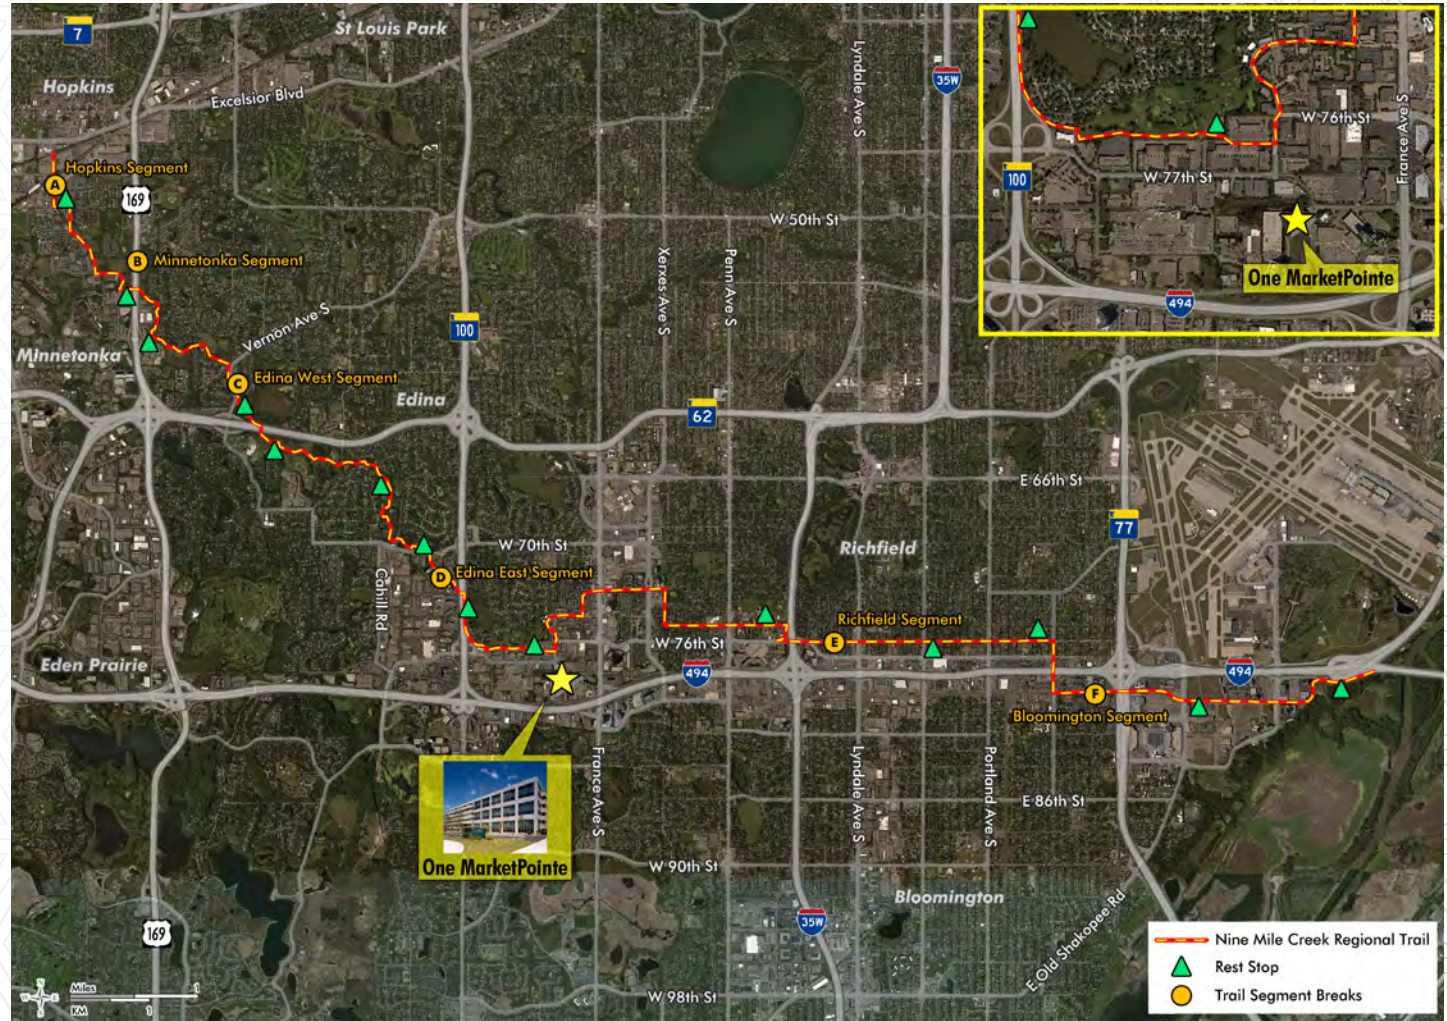 7
St Louis Park
Hopkins
Excelsior Blvd
Lyndale Ave S
35W
Hopkins Segment
A
169
W 50th St
B
Minnetonka Segment
Xerxes Ave S
Penn Ave S
Vernon Ave S
100
Minnetonka
C
Edina West Segment
Edina
62
E 66th St
77
W 70th St
Richfield
D
Edina East Segment
Cahill Rd
Richfield Segment
E
W 76th St
Eden Prairie
494
494
F
Bloomington Segment
France Ave S
Lyndale Ave S
Portland Ave S
E 86th St
One MarketPointe
W 90th St
Bloomington
E Old Shakopee Rd
169
35W
W 98th St
N
W
E
S
Miles
1
KM
1
W 76th St
France Ave S
100
W 77th St
One MarketPointe
494
Nine Mile Creek Regional Trail
Rest Stop
Trail Segment Breaks